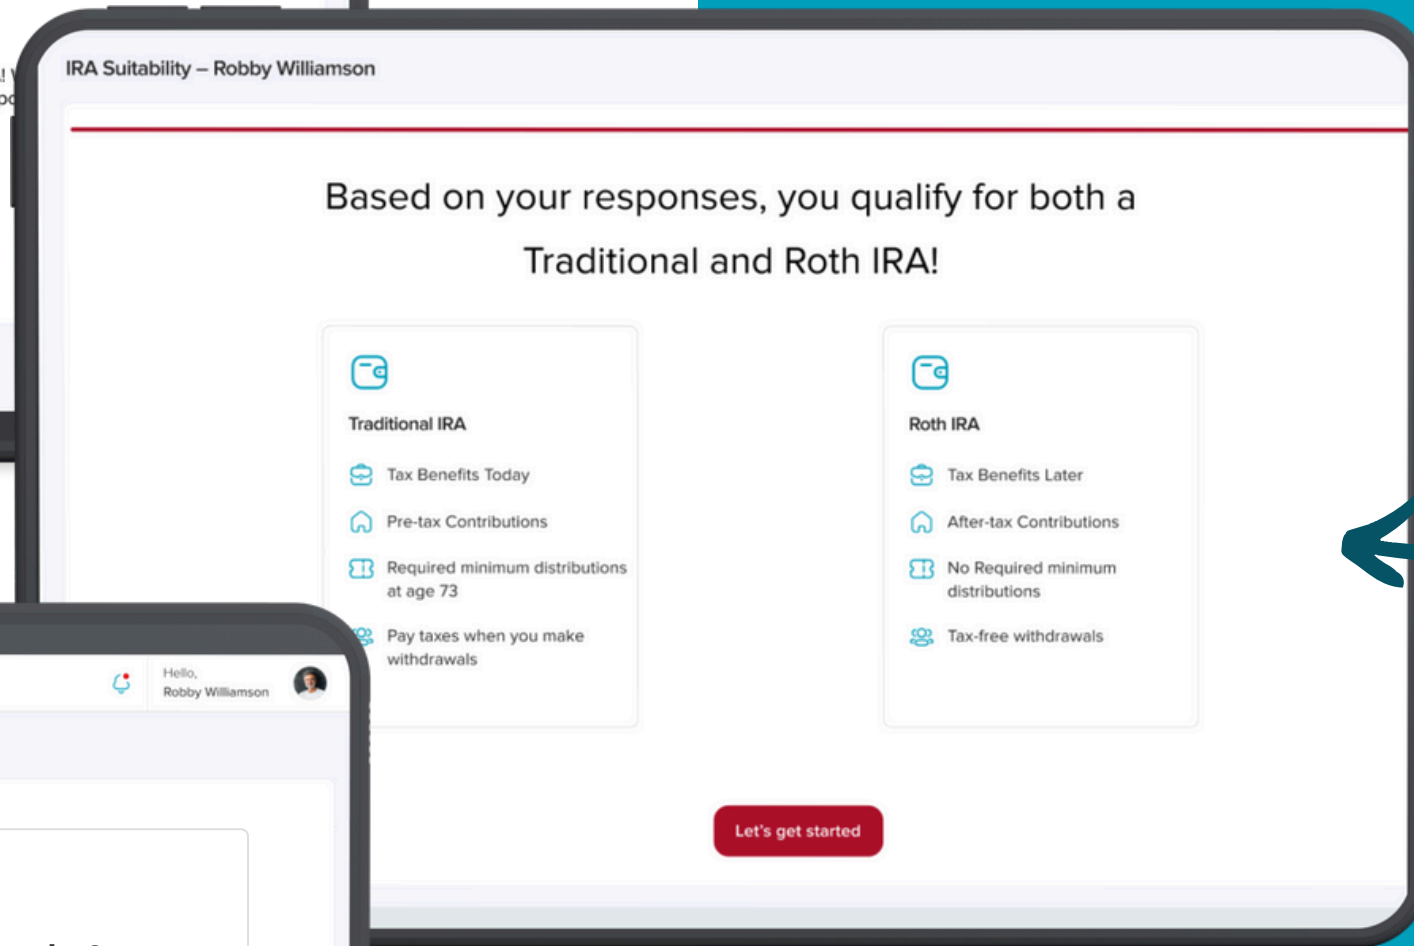 IRA Suitability – Robby Williamson
Based on your responses, you qualify for both a
Traditional and Roth IRA!
Traditional IRA
Tax Benefits Today
Pre-tax Contributions
Required minimum distributions
at age 73
Pay taxes when you make
withdrawals
Roth IRA
Tax Benefits Later
After-tax Contributions
No Required minimum
distributions
Tax-free withdrawals
Let's get started
Hello,
Robby Williamson